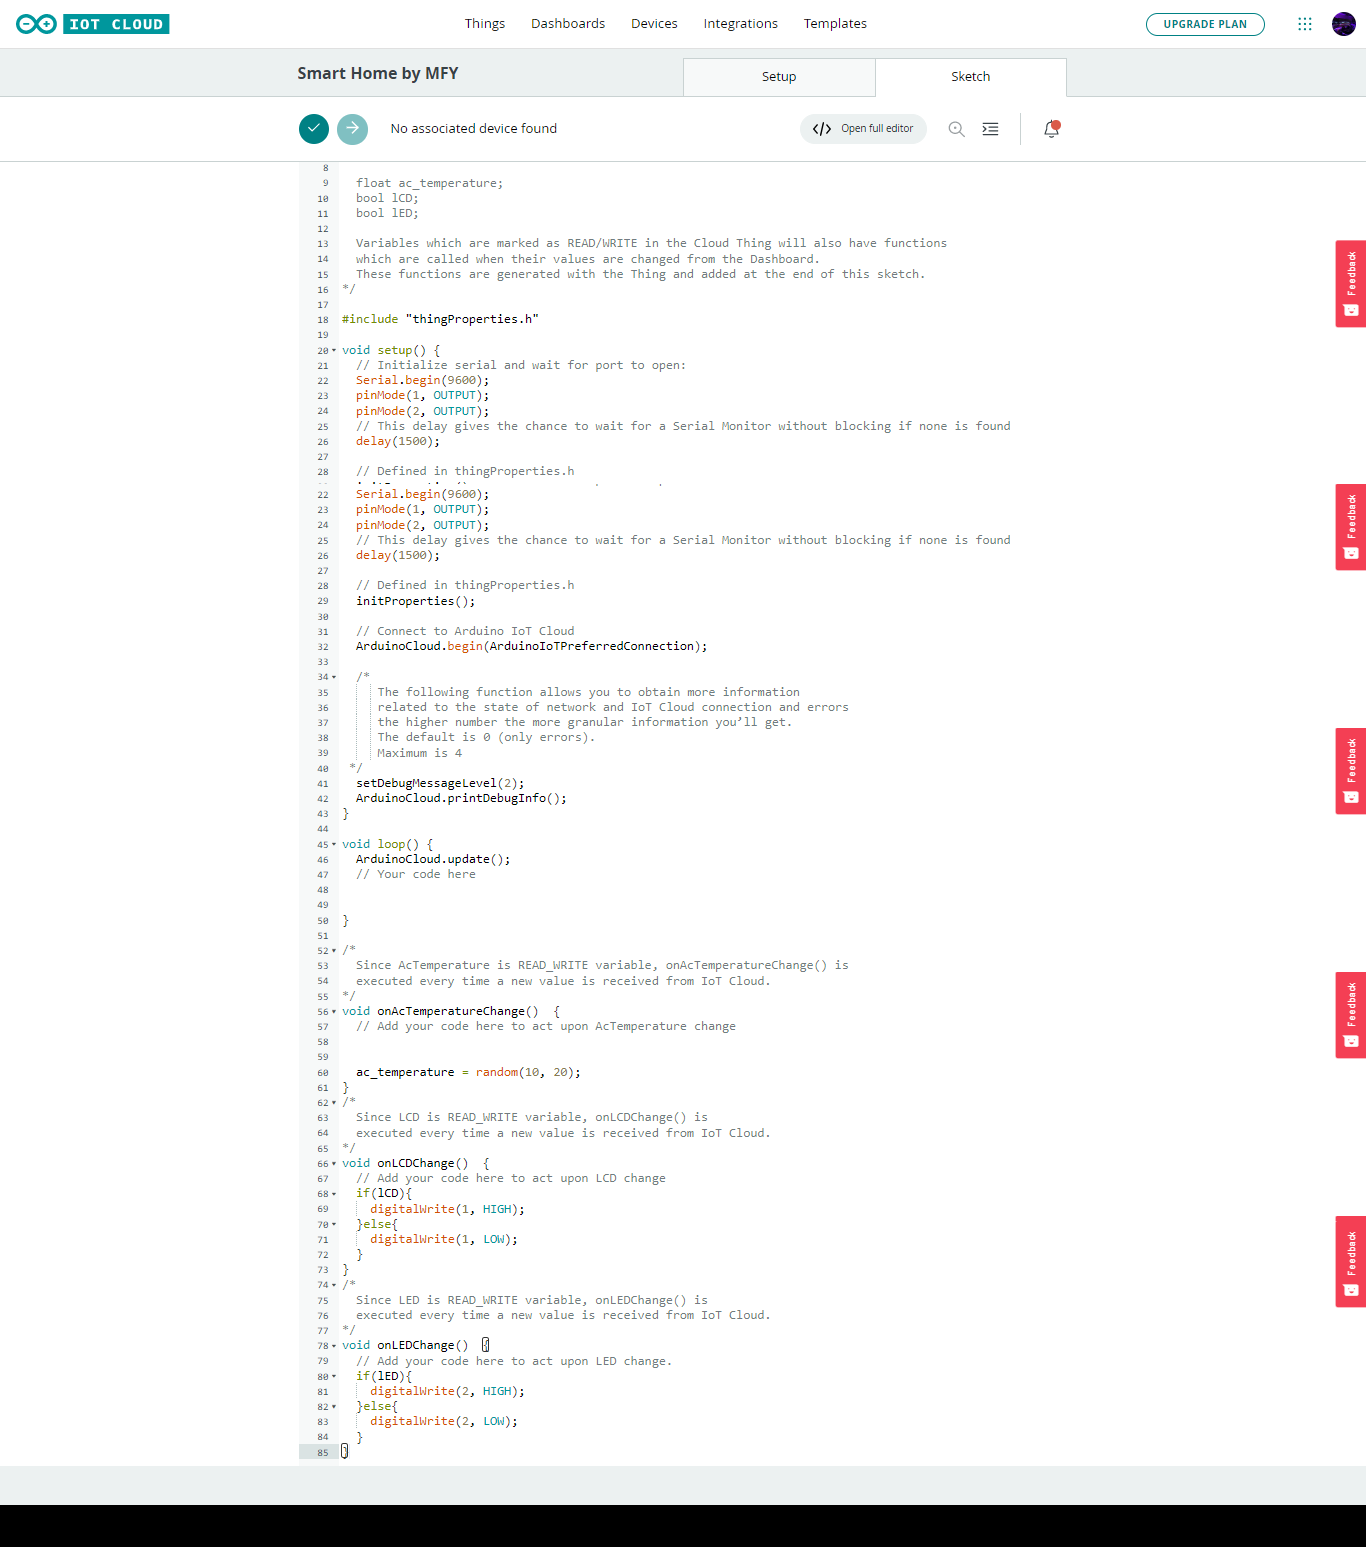 IOT CLOUD
Things Dashboards Devices Integrations Templates
UPGRADE PLAN
Smart Home by MFY
Setup
Sketch
No associated device found
</> Open full editor
8
9 float ac_temperature;
10 bool lCD;
11 bool lED;
12
13 Variables which are marked as READ/WRITE in the Cloud Thing will also have functions
14 which are called when their values are changed from the Dashboard.
15 These functions are generated with the Thing and added at the end of this sketch.
16 */
17
18 #include "thingProperties.h"
19
20 void setup() {
21 // Initialize serial and wait for port to open:
22 Serial.begin(9600);
23 pinMode(1, OUTPUT);
24 pinMode(2, OUTPUT);
25 // This delay gives the chance to wait for a Serial Monitor without blocking if none is found
26 delay(1500);
27
28 // Defined in thingProperties.h
22 Serial.begin(9600);
23 pinMode(1, OUTPUT);
24 pinMode(2, OUTPUT);
25 // This delay gives the chance to wait for a Serial Monitor without blocking if none is found
26 delay(1500);
27
28 // Defined in thingProperties.h
29 initProperties();
30
31 // Connect to Arduino IoT Cloud
32 ArduinoCloud.begin(ArduinoIoTPreferredConnection);
33
34 /*
35 The following function allows you to obtain more information
36 related to the state of network and IoT Cloud connection and errors
37 the higher number the more granular information you’ll get.
38 The default is 0 (only errors).
39 Maximum is 4
40 */
41 setDebugMessageLevel(2);
42 ArduinoCloud.printDebugInfo();
43 }
44
45 void loop() {
46 ArduinoCloud.update();
47 // Your code here
48
49
50 }
51
52 /*
53 Since AcTemperature is READ_WRITE variable, onAcTemperatureChange() is
54 executed every time a new value is received from IoT Cloud.
55 */
56 void onAcTemperatureChange() {
57 // Add your code here to act upon AcTemperature change
58
59
60 ac_temperature = random(10, 20);
61 }
62 /*
63 Since LCD is READ_WRITE variable, onLCDChange() is
64 executed every time a new value is received from IoT Cloud.
65 */
66 void onLCDChange() {
67 // Add your code here to act upon LCD change
68 if(lCD){
69 digitalWrite(1, HIGH);
70 }else{
71 digitalWrite(1, LOW);
72 }
73 }
74 /*
75 Since LED is READ_WRITE variable, onLEDChange() is
76 executed every time a new value is received from IoT Cloud.
77 */
78 void onLEDChange() {
79 // Add your code here to act upon LED change.
80 if(lED){
81 digitalWrite(2, HIGH);
82 }else{
83 digitalWrite(2, LOW);
84 }
85 }
Feedback
Feedback
Feedback
Feedback
Feedback